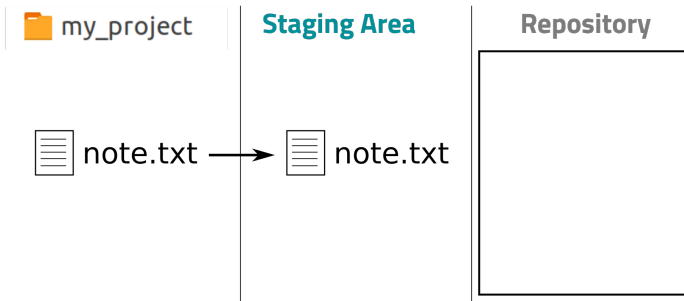 my_project
Staging Area
Repository
note.txt
note.txt